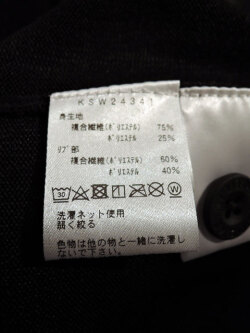 KSW24341
身生地
複合繊維(ポリエステル) 75%
ポリエステル 25%
リブ部
複合繊維(ポリエステル) 60%
ポリエステル 40%
洗濯ネット使用
弱く絞る
色物は他の物と一緒に洗濯し
ないで下さい。